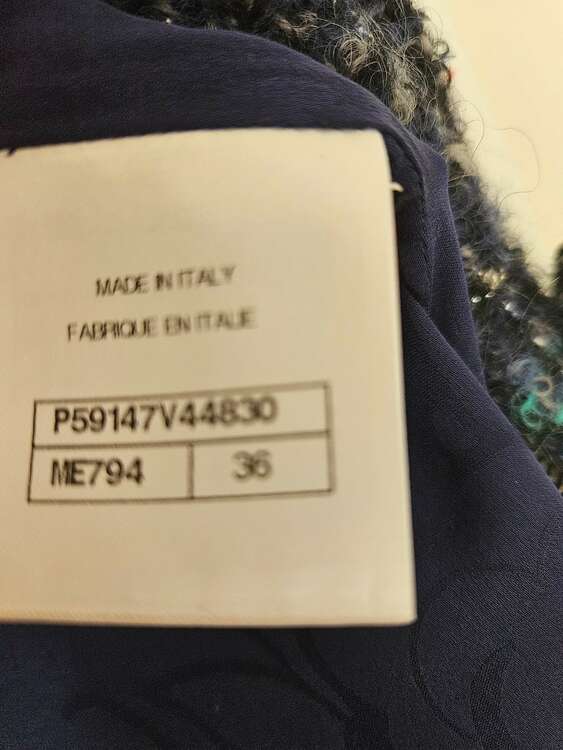 MADE IN ITALY
FABRIQUE EN ITALIE
P59147V44830
ME794 36